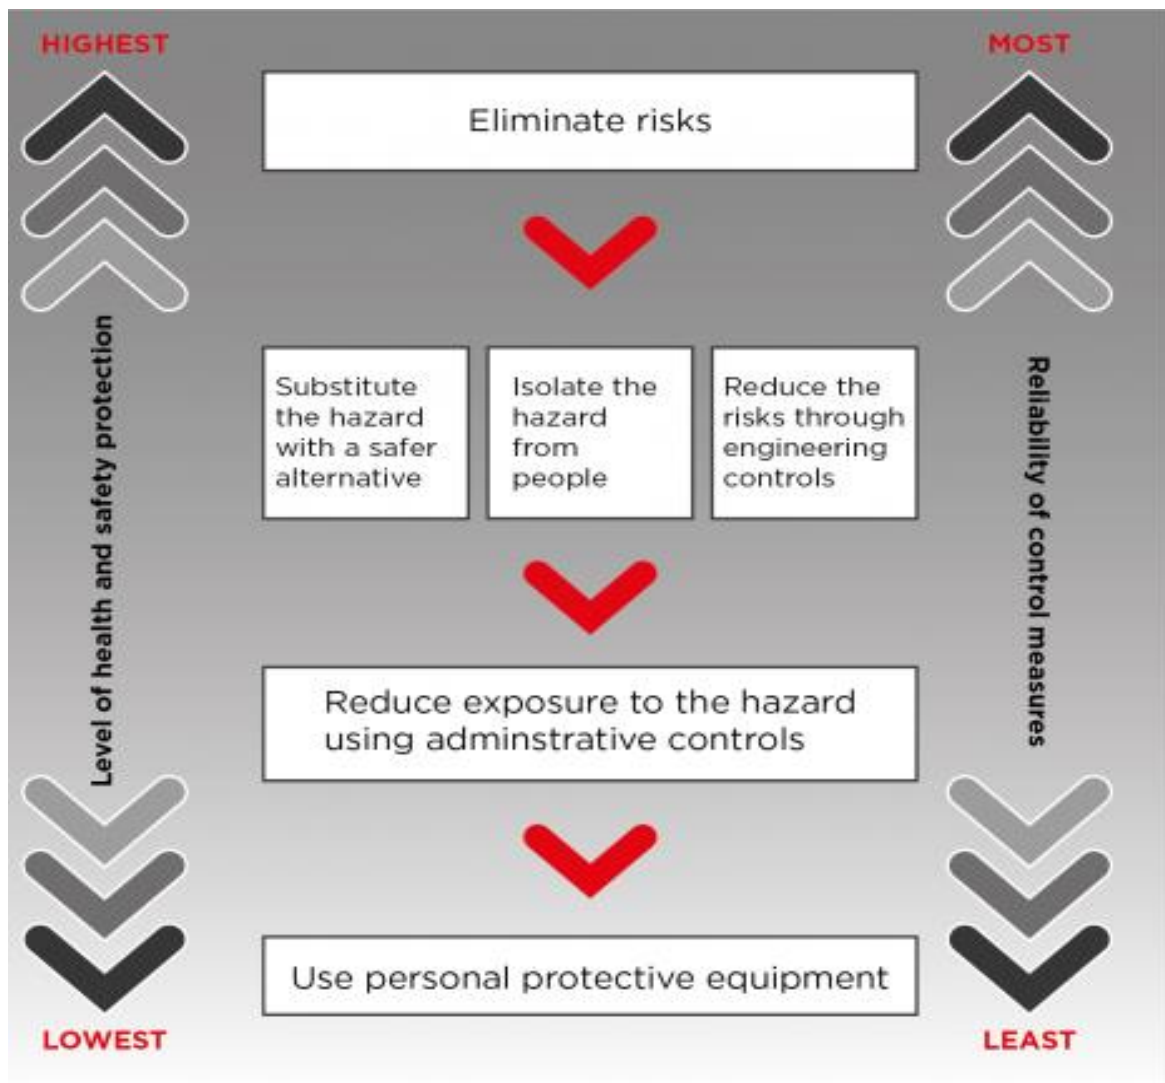 HIGHEST
MOST
Eliminate risks
Substitute
the hazard
with a safer
alternative
Isolate the
hazard
from
people
Reduce the
risks through
engineering
controls
Level of health and safety protection
Reliability of control measures
Reduce exposure to the hazard
using adminstrative controls
Use personal protective equipment
LOWEST
LEAST